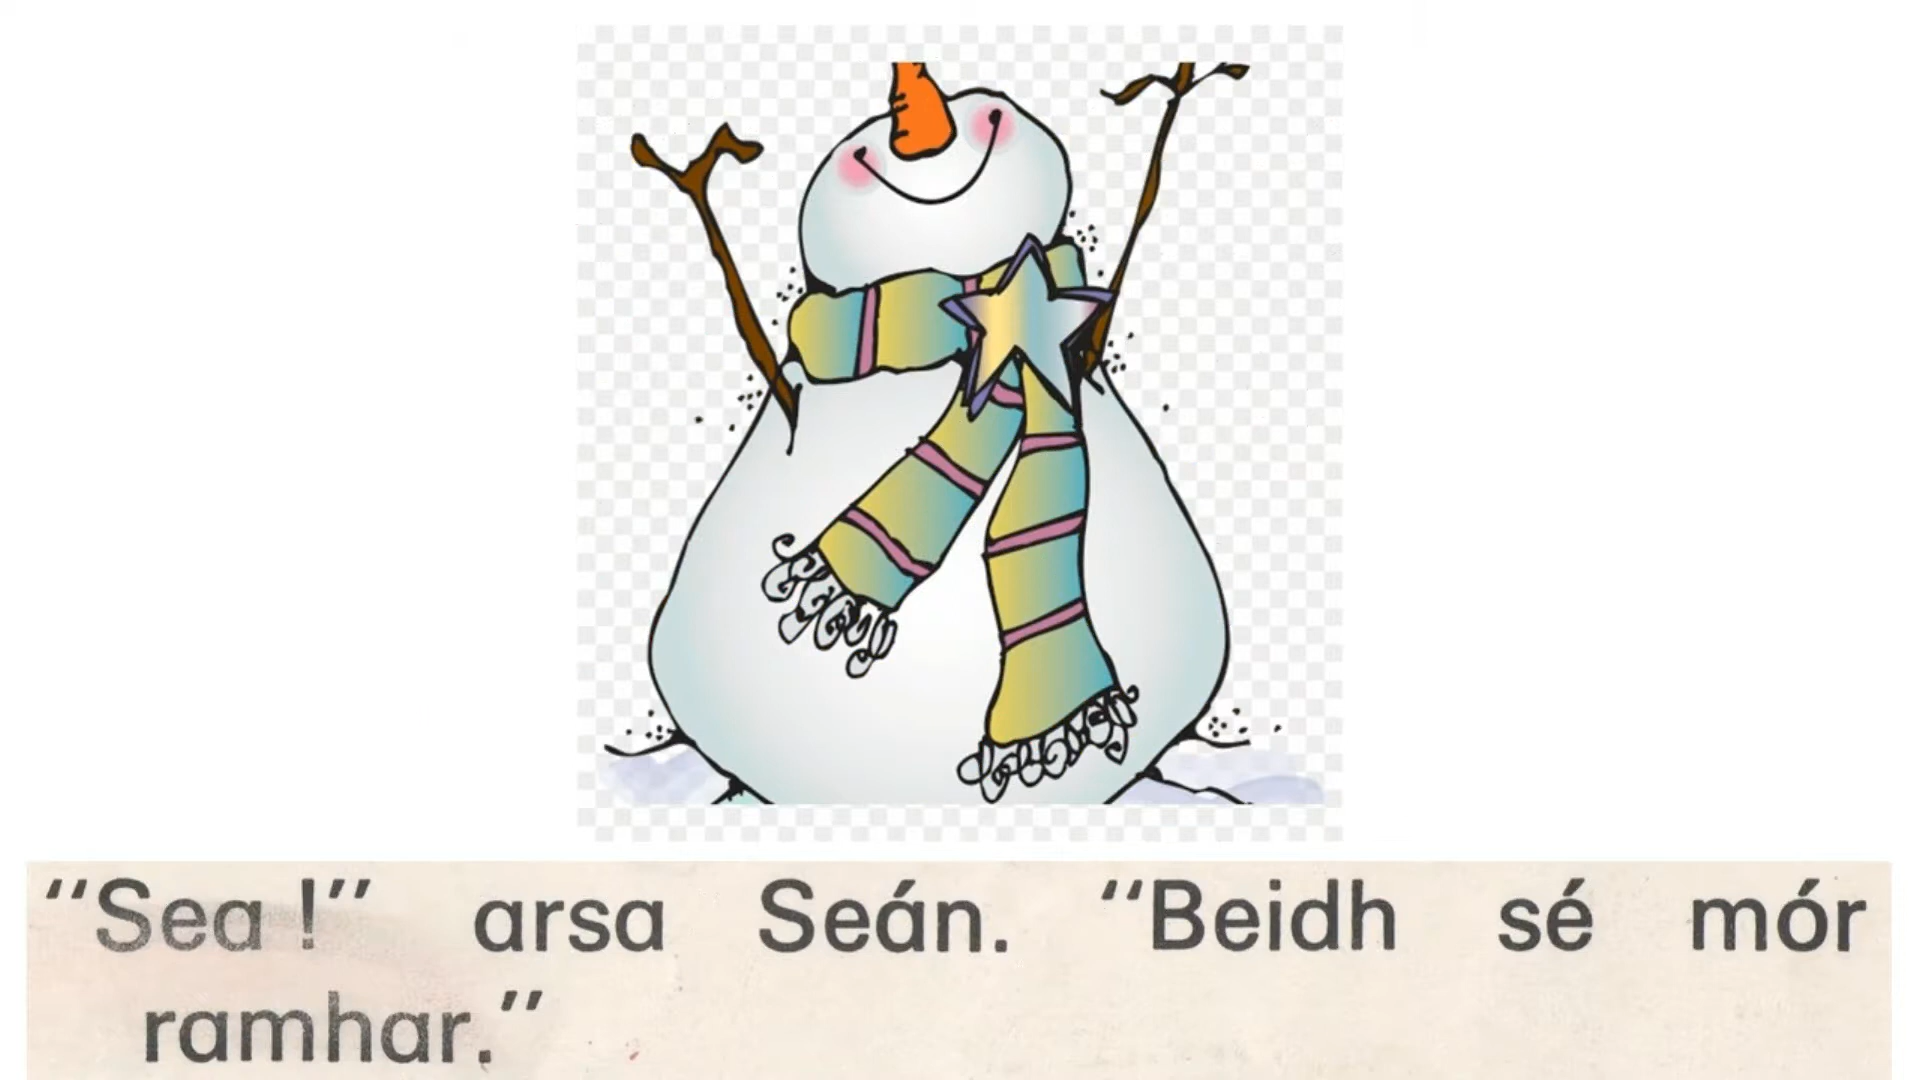 “Sea !” arsa Seán. “Beidh sé mór
ramhar.”